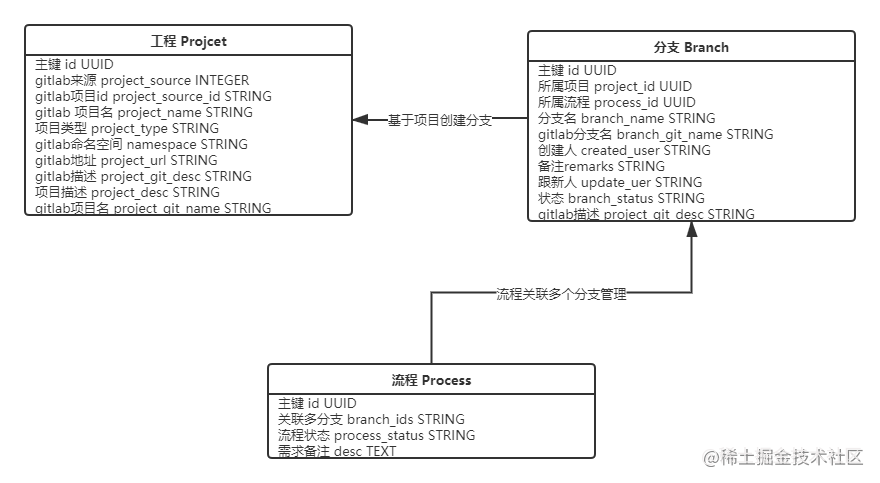 工程 Projcet
主键 id UUID
gitlab来源 project_source INTEGER
gitlab项目id project_source_id STRING
gitlab 项目名 project_name STRING
项目类型 project_type STRING
gitlab命名空间 namespace STRING
gitlab地址 project_url STRING
gitlab描述 project_git_desc STRING
项目描述 project_desc STRING
gitlab项目名 project_git_name STRING
基于项目创建分支
分支 Branch
主键 id UUID
所属项目 project_id UUID
所属流程 process_id UUID
分支名 branch_name STRING
gitlab分支名 branch_git_name STRING
创建人 created_user STRING
备注remarks STRING
跟新人 update_uer STRING
状态 branch_status STRING
gitlab描述 project_git_desc STRING
流程关联多个分支管理
流程 Process
主键 id UUID
关联多分支 branch_ids STRING
流程状态 process_status STRING
需求备注 desc TEXT
@稀土掘金技术社区